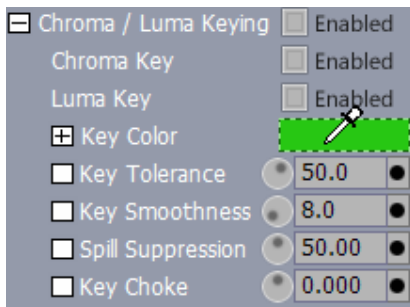 Chroma / Luma Keying Enabled
Chroma Key Enabled
Luma Key Enabled
Key Color
Key Tolerance 50.0
Key Smoothness 8.0
Spill Suppression 50.00
Key Choke 0.000